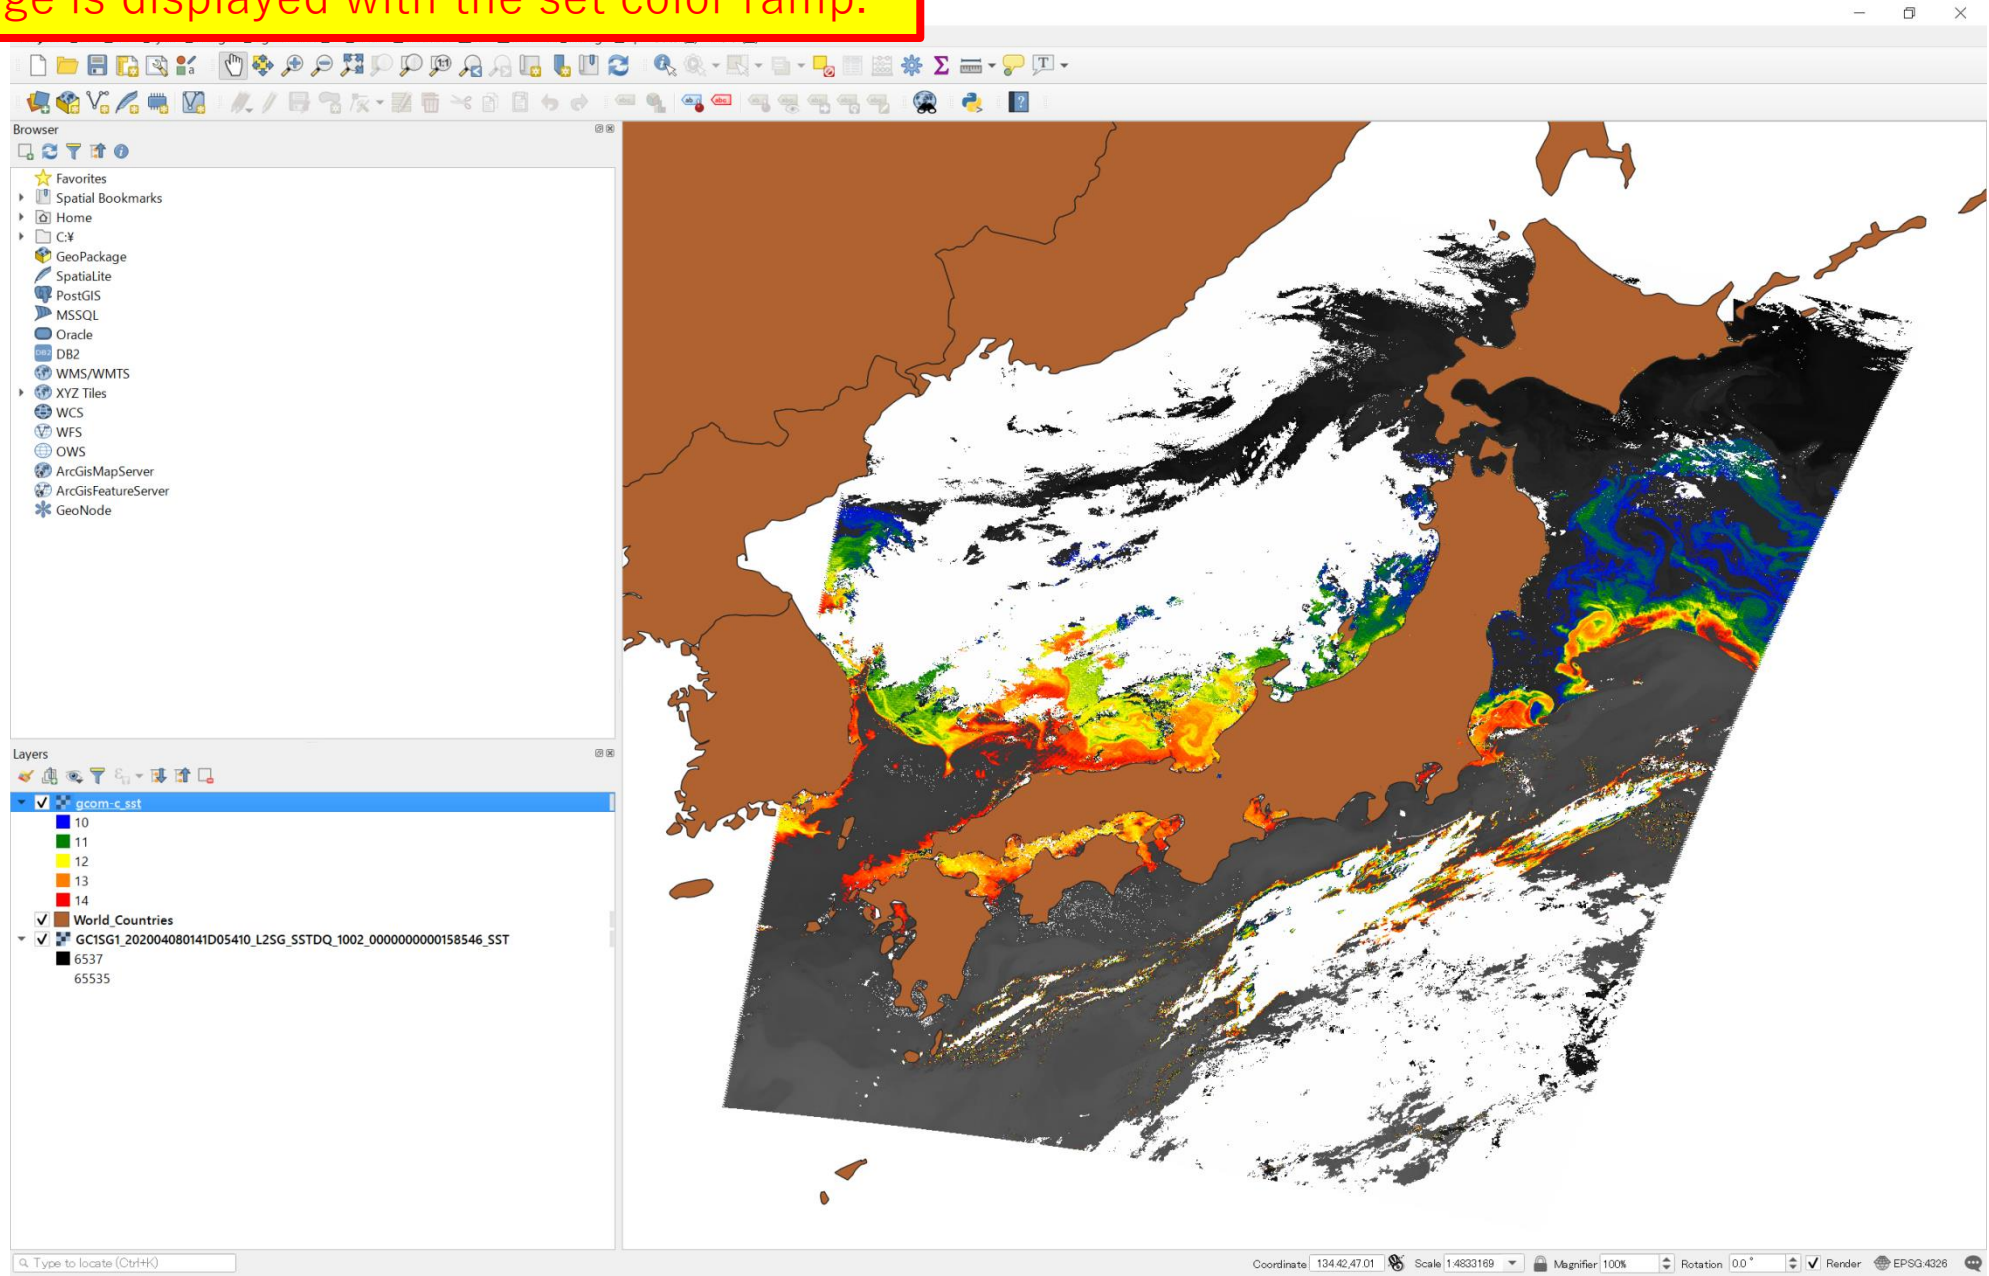 ge is displayed with the set color ramp.
Browser
Favorites
Spatial Bookmarks
Home
C:¥
GeoPackage
SpatiaLite
PostGIS
MSSQL
Oracle
DB2
WMS/WMTS
XYZ Tiles
WCS
WFS
OWS
ArcGisMapServer
ArcGisFeatureServer
GeoNode
Layers
gcom-c_sst
10
11
12
13
14
World_Countries
GC1SG1_202004080141D05410_L2SG_SSTDQ_1002_0000000000158546_SST
6537
65535
Type to locate (Ctrl+K)
Coordinate 134.42,47.01 Scale 1:4833169 Magnifier 100% Rotation 0.0 ° Render EPSG:4326